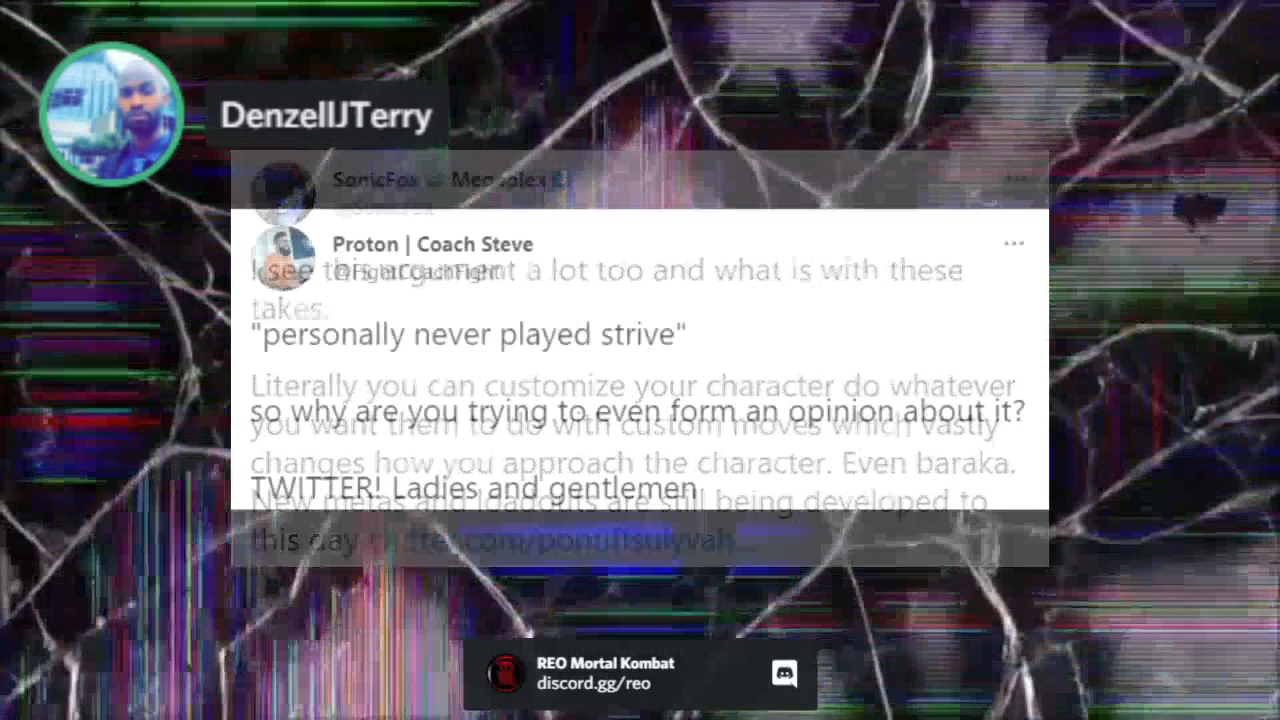 DenzellJTerry
SonicFox
Proton | Coach Steve
@FightCoachFight
I see this argument a lot too and what is with these
takes.
"personally never played strive"
Literally you can customize your character do whatever
so why are you trying to even form an opinion about it?
you want them to do with custom moves which vastly
changes how you approach the character. Even baraka.
TWITTER! Ladies and gentlemen
New metas and loadouts are still being developed to
this day
REO Mortal Kombat
discord.gg/reo